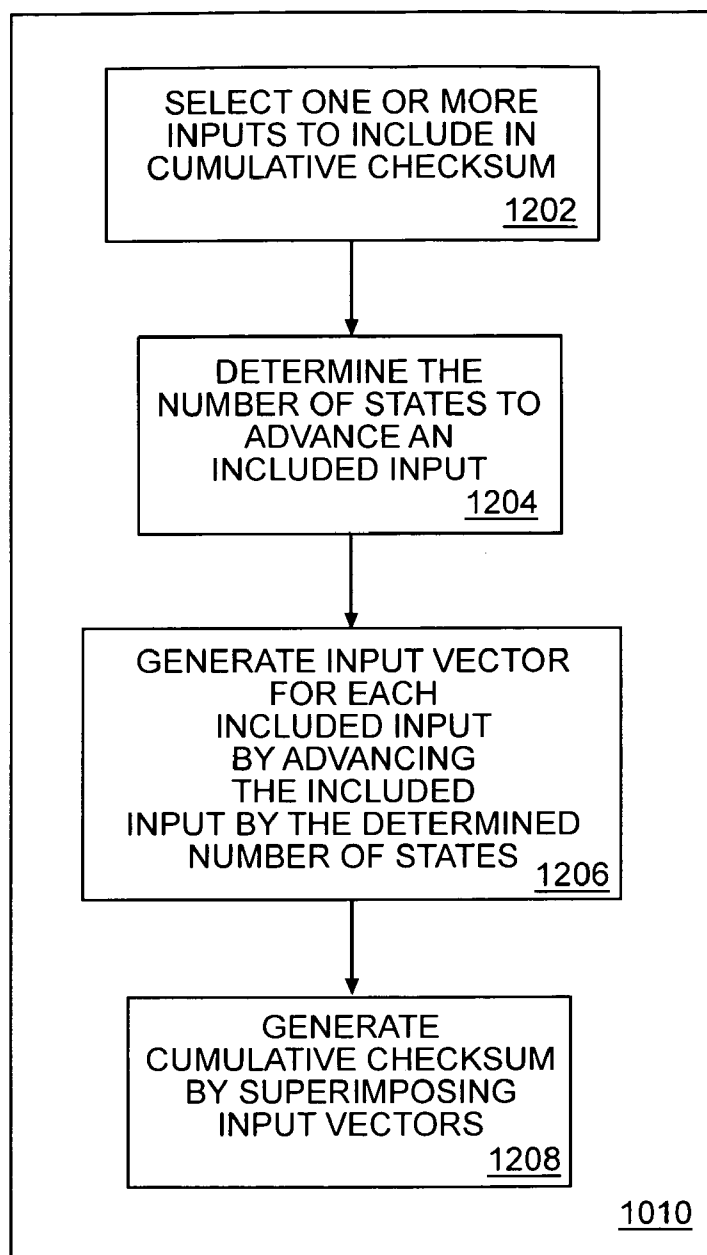 SELECT ONE OR MORE
INPUTS TO INCLUDE IN
CUMULATIVE CHECKSUM
1202
DETERMINE THE
NUMBER OF STATES TO
ADVANCE AN
INCLUDED INPUT
1204
GENERATE INPUT VECTOR
FOR EACH
INCLUDED INPUT
BY ADVANCING
THE INCLUDED
INPUT BY THE DETERMINED
NUMBER OF STATES
1206
GENERATE
CUMULATIVE CHECKSUM
BY SUPERIMPOSING
INPUT VECTORS
1208
1010